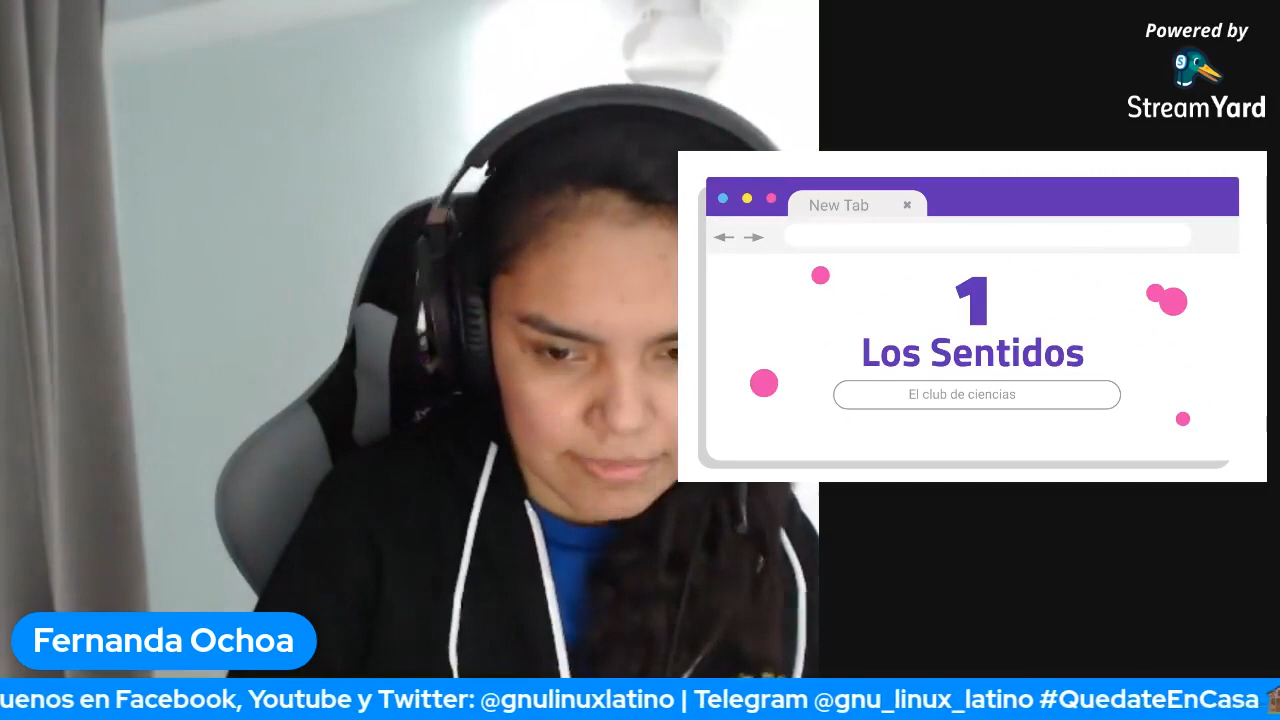 Powered by
StreamYard
New Tab
1
Los Sentidos
El club de ciencias
Fernanda Ochoa
uenos en Facebook, Youtube y Twitter: @gnulinuxlatino | Telegram @gnu_linux_latino #QuedateEnCasa